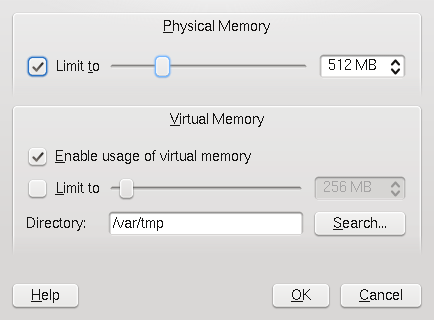 Physical Memory
Limit to 512 MB
Virtual Memory
Enable usage of virtual memory
Limit to 256 MB
Directory: /var/tmp Search...
Help OK Cancel